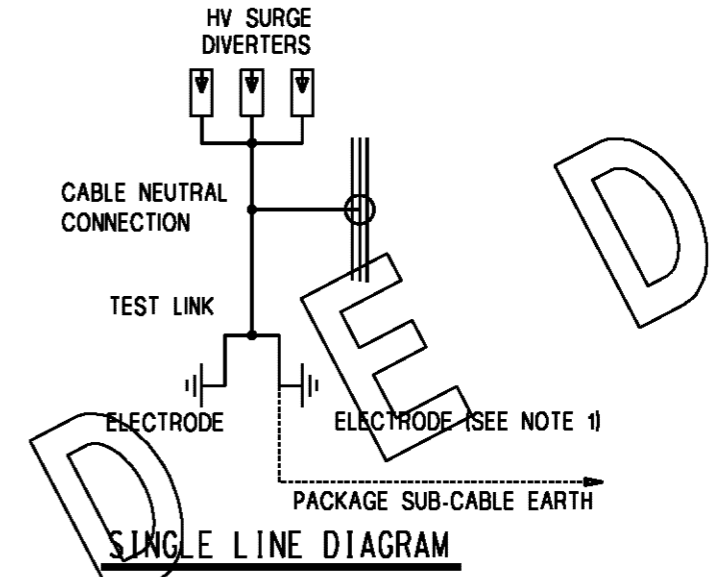 HV SURGE
DIVERTERS
CABLE NEUTRAL
CONNECTION
TEST LINK
ELECTRODE
ELECTRODE (SEE NOTE 1)
PACKAGE SUB-CABLE EARTH
SINGLE LINE DIAGRAM
D
E
D